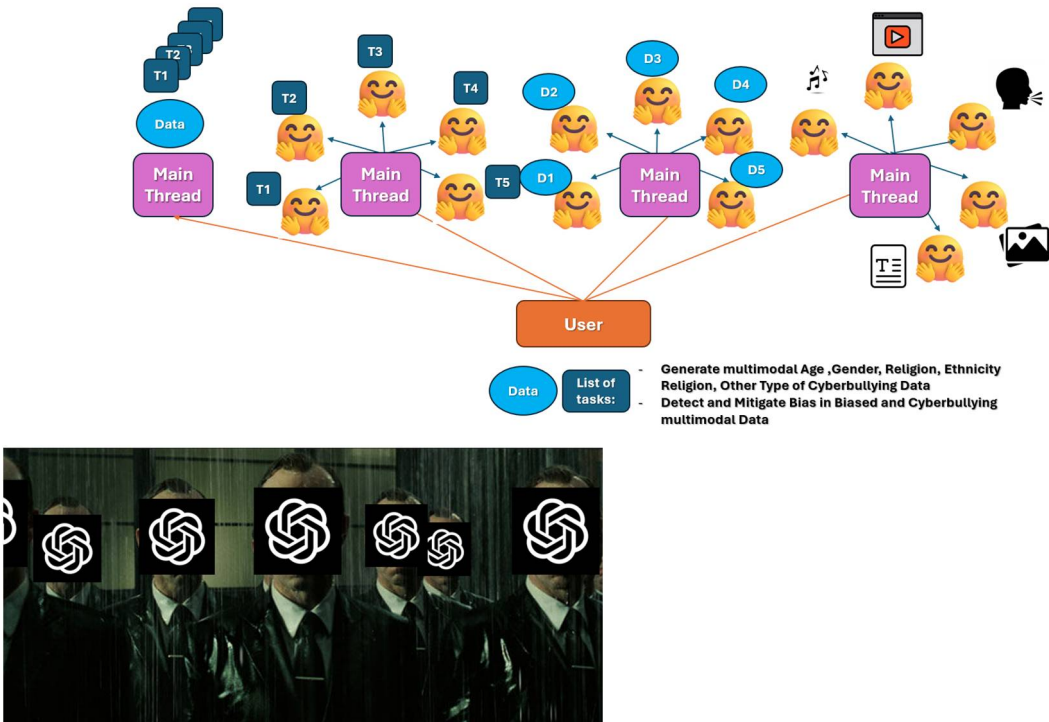 T2
T1
Data
Main
Thread
T3
T2
T4
T1
T5
Main
Thread
D3
D2
D4
D1
D5
Main
Thread
Main
Thread
T
User
Data
List of
tasks:
- Generate multimodal Age ,Gender, Religion, Ethnicity
Religion, Other Type of Cyberbullying Data
- Detect and Mitigate Bias in Biased and Cyberbullying
multimodal Data